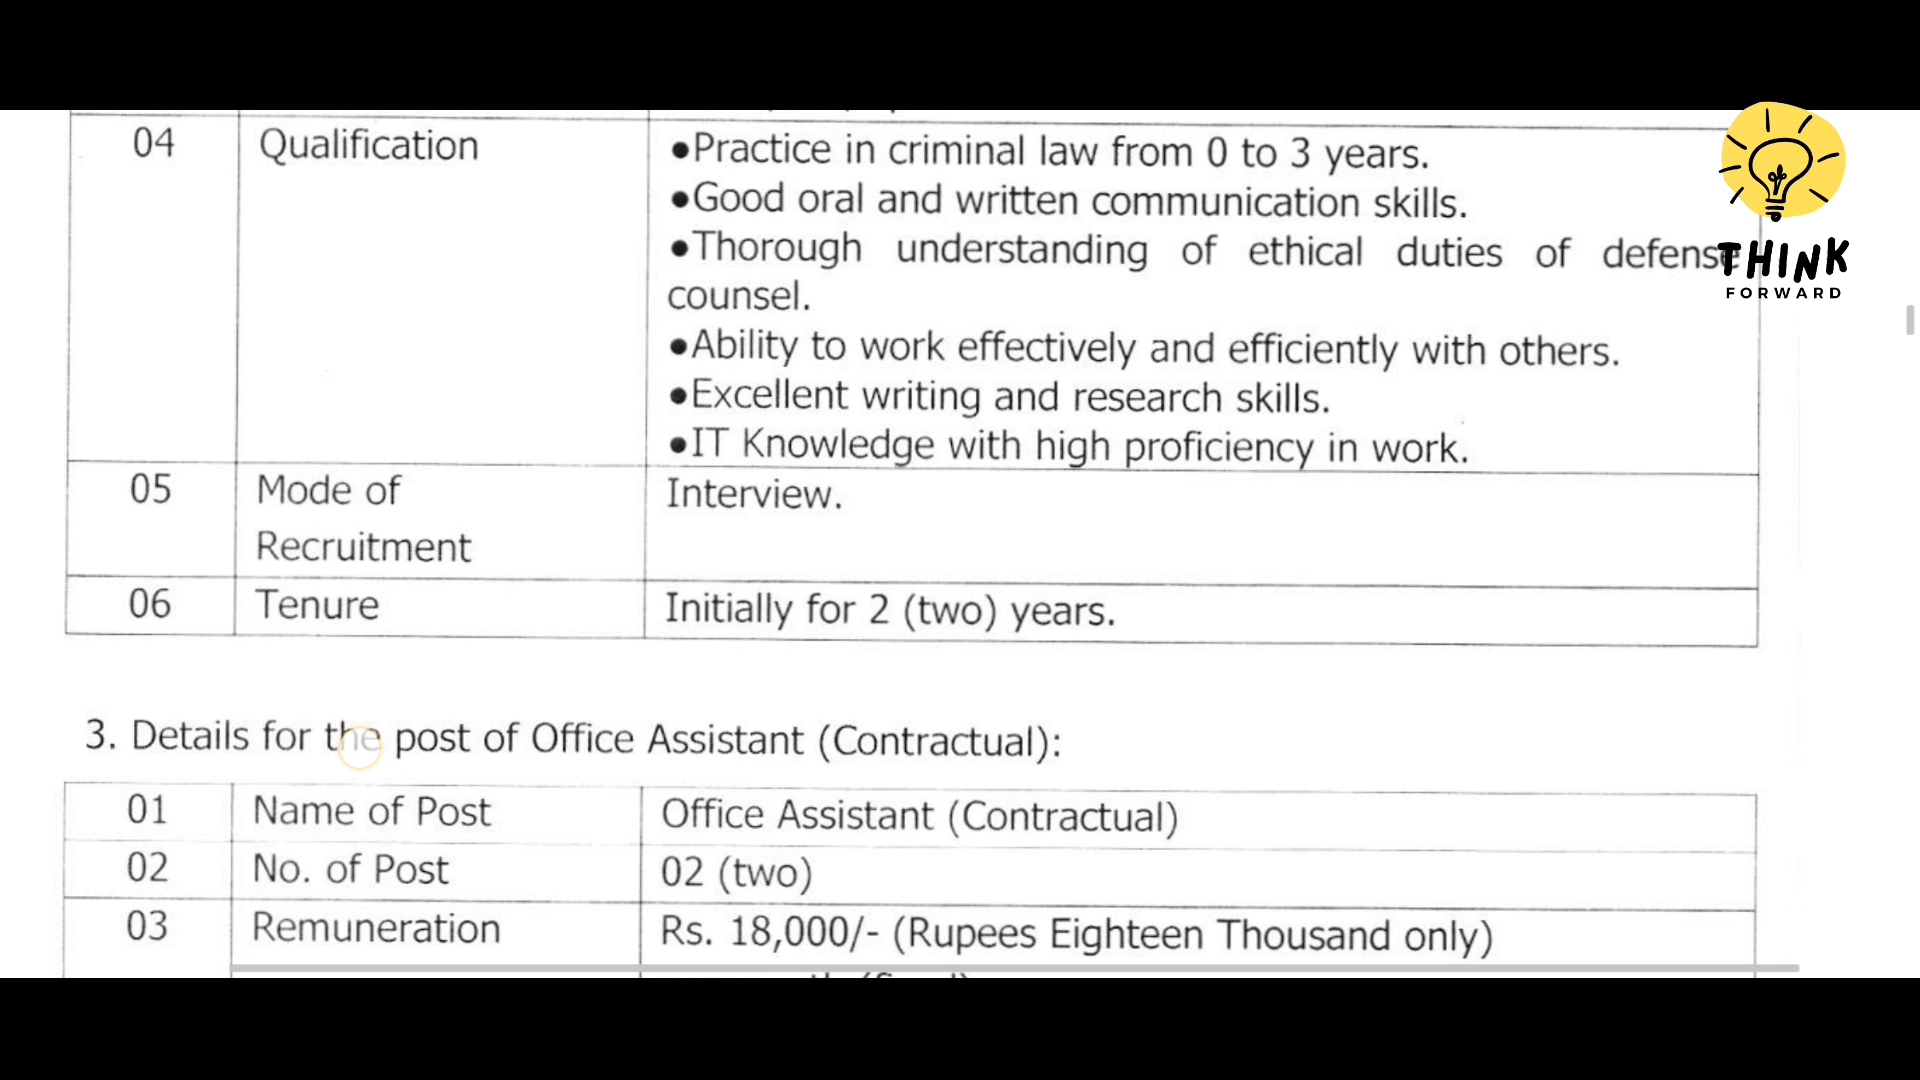 04 Qualification ●Practice in criminal law from 0 to 3 years.
●Good oral and written communication skills.
●Thorough understanding of ethical duties of defense
counsel.
●Ability to work effectively and efficiently with others.
●Excellent writing and research skills.
●IT Knowledge with high proficiency in work.
05 Mode of Interview.
Recruitment
06 Tenure Initially for 2 (two) years.
3. Details for the post of Office Assistant (Contractual):
01 Name of Post Office Assistant (Contractual)
02 No. of Post 02 (two)
03 Remuneration Rs. 18,000/- (Rupees Eighteen Thousand only)
THINK
FORWARD